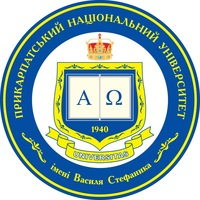 ПРИКАРПАТСЬКИЙ НАЦІОНАЛЬНИЙ УНІВЕРСИТЕТ
Α Ω
1940
UNIVERSITAS
імені Василя Стефаника